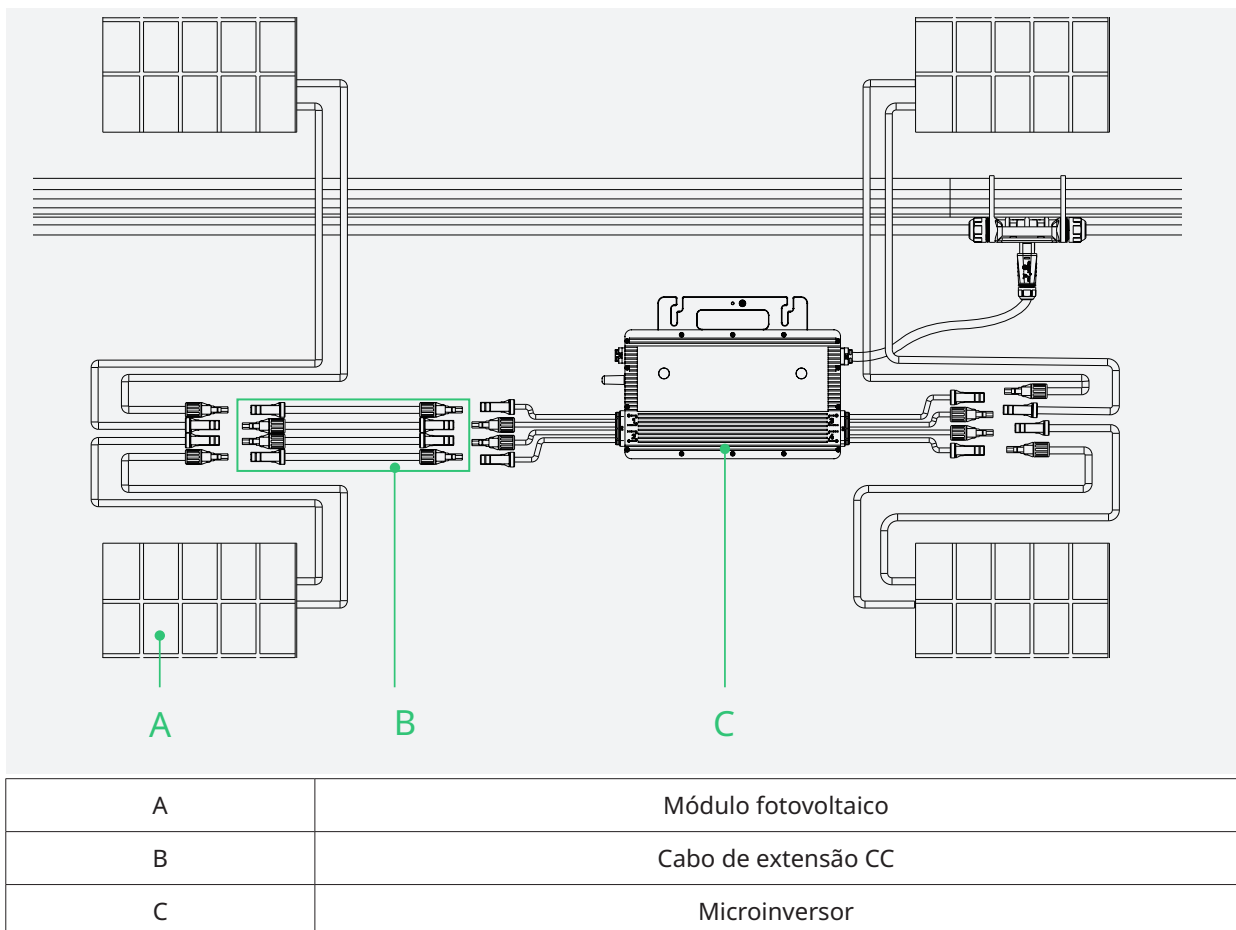 A
B
C
A Módulo fotovoltaico
B Cabo de extensão CC
C Microinversor